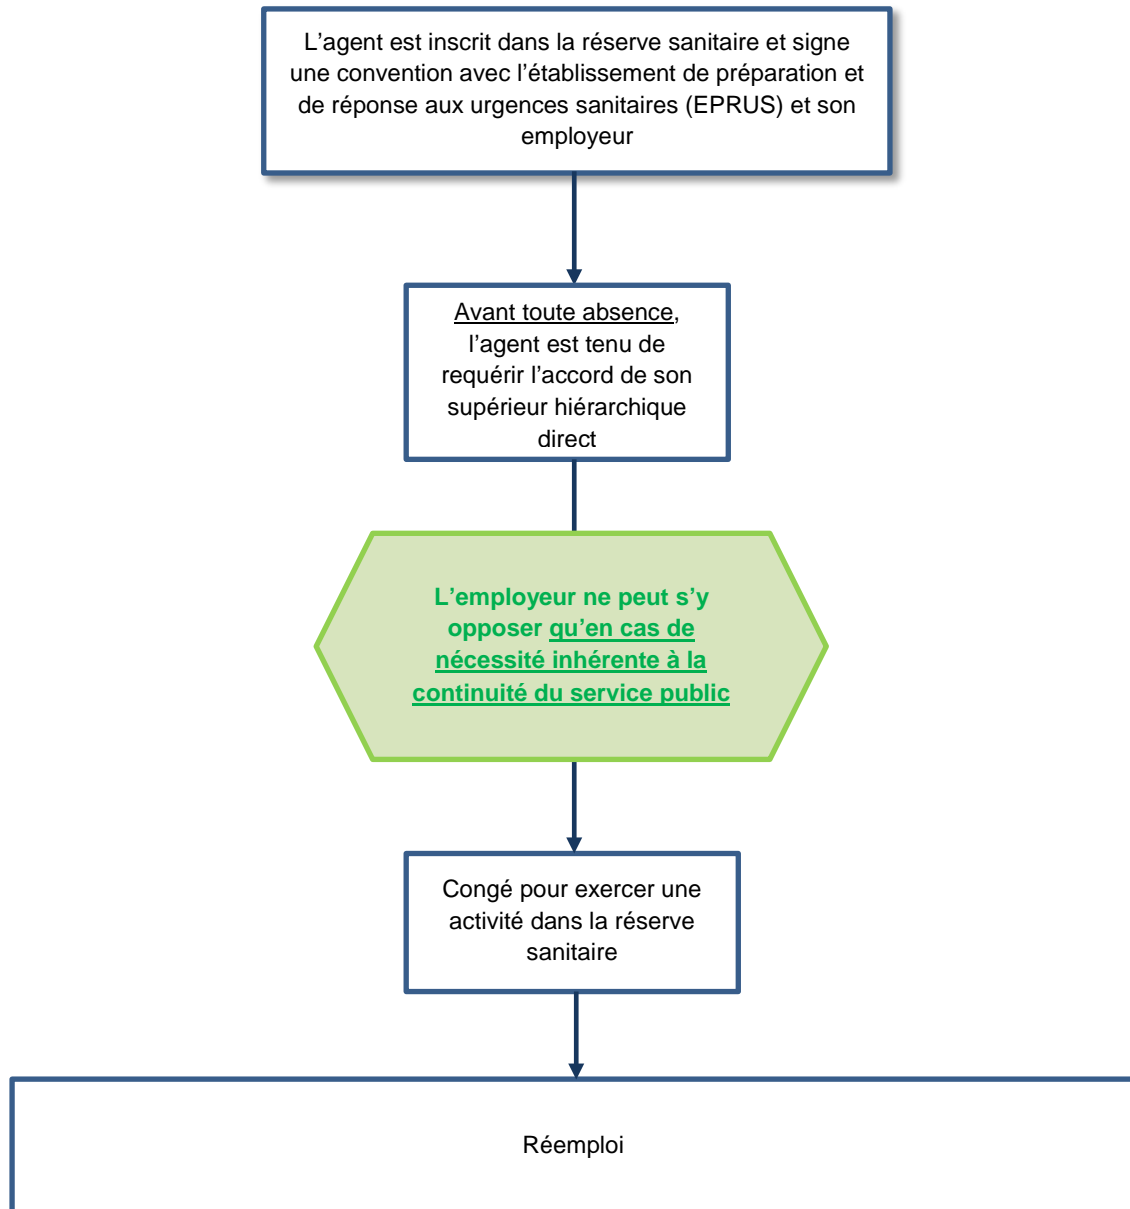 L’agent est inscrit dans la réserve sanitaire et signe
une convention avec l’établissement de préparation et
de réponse aux urgences sanitaires (EPRUS) et son
employeur
Avant toute absence,
l’agent est tenu de
requérir l’accord de son
supérieur hiérarchique
direct
L’employeur ne peut s’y
opposer qu’en cas de
nécessité inhérente à la
continuité du service public
Congé pour exercer une
activité dans la réserve
sanitaire
Réemploi